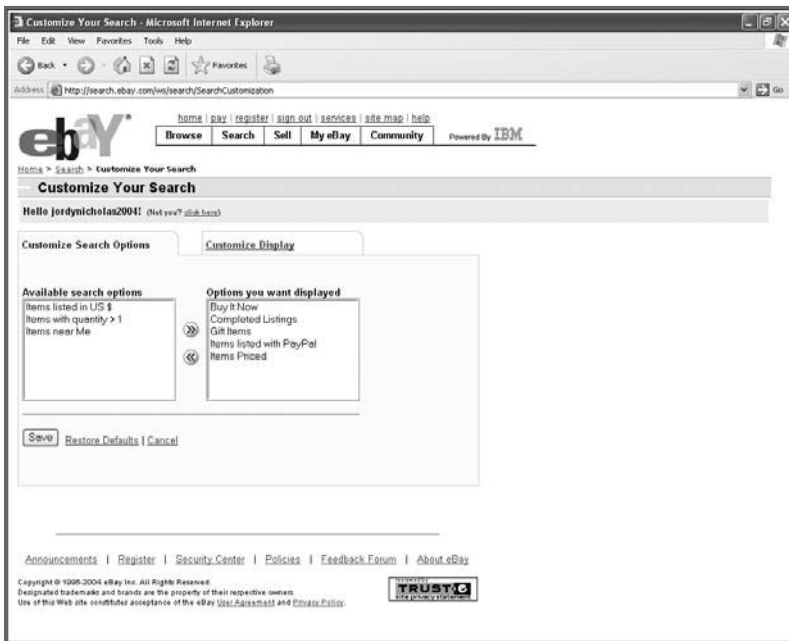 Customize Your Search - Microsoft Internet Explorer
File Edit View Favorites Tools Help
Back Favorites
Address http://search.ebay.com/ws/search/SearchCustomization Go
home | pay | register | sign out | services | site map | help
ebaY®
Browse Search Sell My eBay Community Powered By IBM
Home > Search > Customize Your Search
Customize Your Search
Hello jordynicholas2004! (Not you? click here)
Customize Search Options Customize Display
Available search options Options you want displayed
Items listed in US $ Buy It Now
Items with quantity > 1 Completed Listings
Items near Me Gift Items
Items listed with PayPal
Items Priced
Save Restore Defaults | Cancel
Announcements | Register | Security Center | Policies | Feedback Forum | About eBay
Copyright © 1995-2004 eBay Inc. All Rights Reserved.
Designated trademarks and brands are the property of their respective owners.
Use of this Web site constitutes acceptance of the eBay User Agreement and Privacy Policy.
TRUSTe
site privacy statement